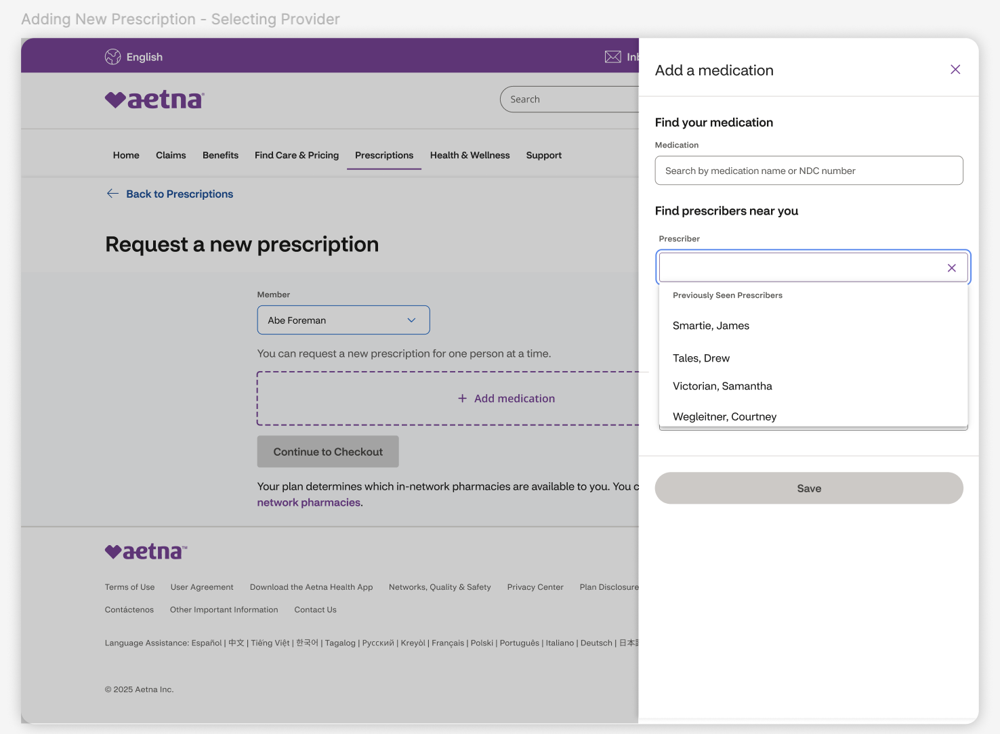 Adding New Prescription - Selecting Provider
English
Add a medication
aetna
Search
Find your medication
Medication
Search by medication name or NDC number
Home Claims Benefits Find Care & Pricing Prescriptions Health & Wellness Support
Back to Prescriptions
Find prescribers near you
Request a new prescription
Prescriber
Previously Seen Prescribers
Smartie, James
Tales, Drew
Victorian, Samantha
Wegleitner, Courtney
Member
Abe Foreman
You can request a new prescription for one person at a time.
+ Add medication
Continue to Checkout
Save
Your plan determines which in-network pharmacies are available to you. You
network pharmacies.
aetna™
Terms of Use User Agreement Download the Aetna Health App Networks, Quality & Safety Privacy Center Plan Disclosure
Contáctenos Other Important Information Contact Us
Language Assistance: Español | 中文 | Tiếng Việt | 한국어 | Tagalog | Русский | Kreyòl | Français | Polski | Português | Italiano | Deutsch | 日本
© 2025 Aetna Inc.